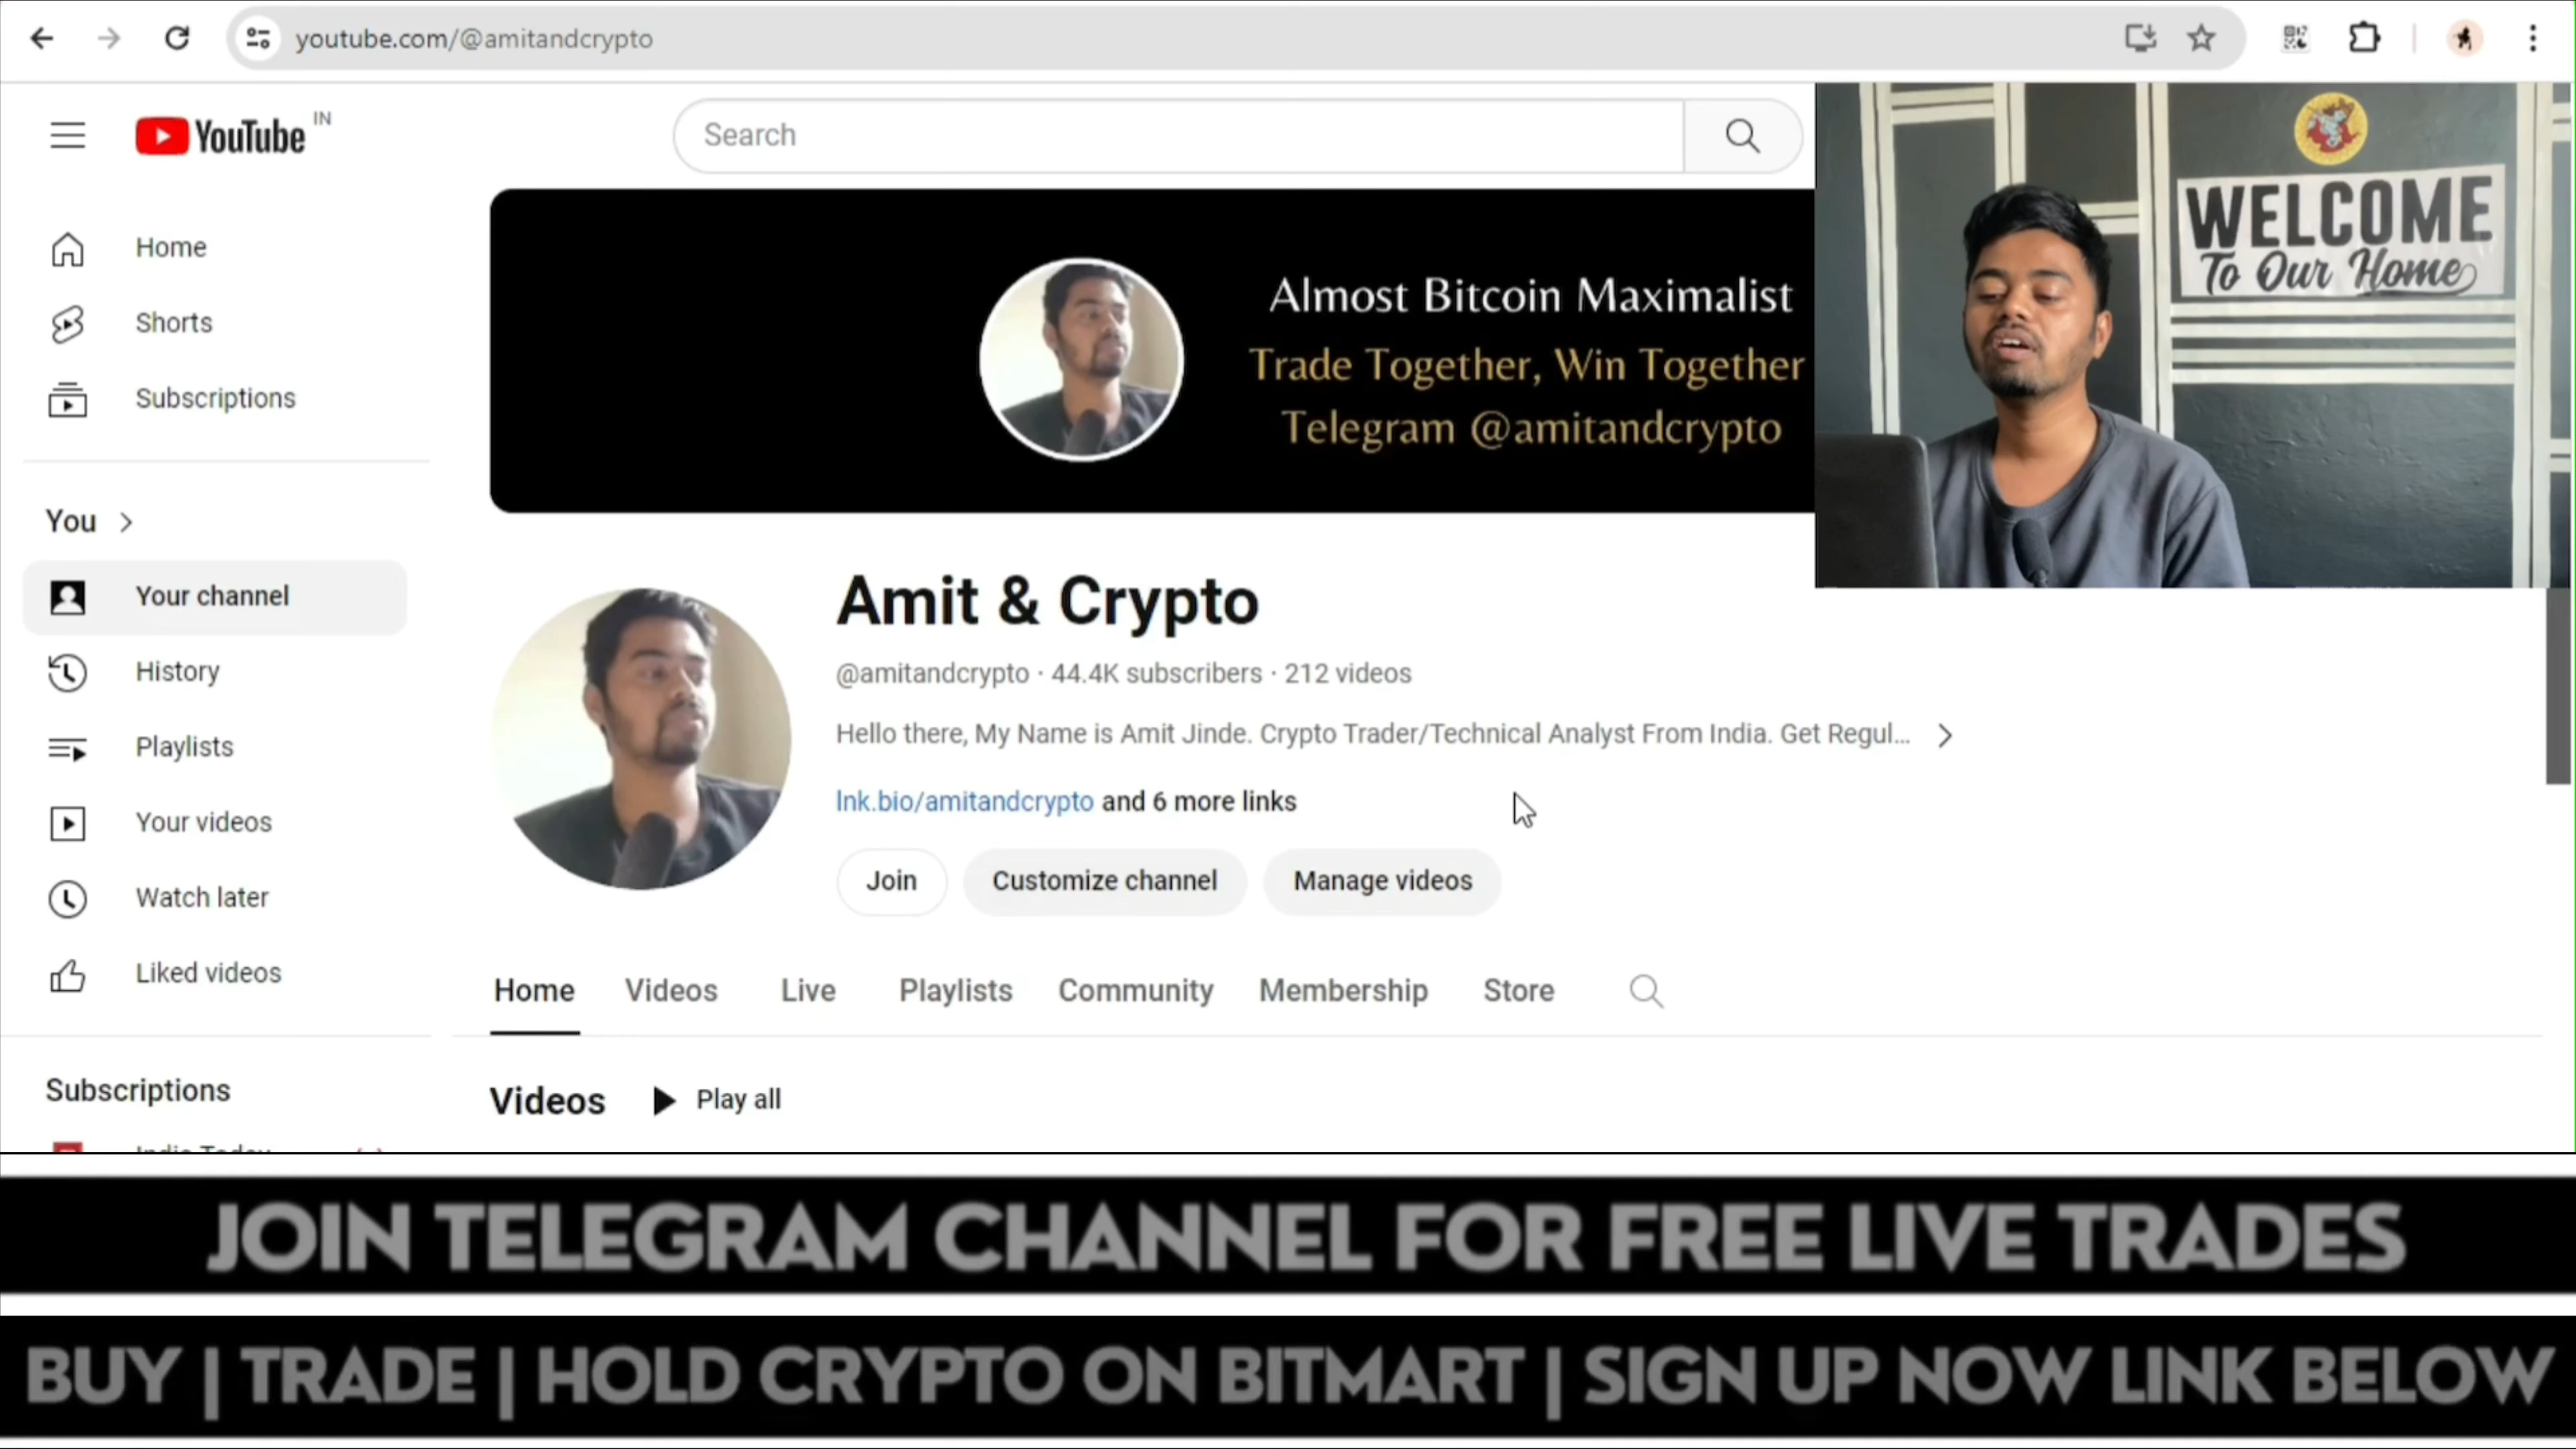 youtube.com/@amitandcrypto
YouTube IN
Search
WELCOME
To Our Home
Home
Shorts
Subscriptions
You
Your channel
History
Playlists
Your videos
Watch later
Liked videos
Subscriptions
India Today
Almost Bitcoin Maximalist
Trade Together, Win Together
Telegram @amitandcrypto
Amit & Crypto
@amitandcrypto · 44.4K subscribers · 212 videos
Hello there, My Name is Amit Jinde. Crypto Trader/Technical Analyst From India. Get Regul...
lnk.bio/amitandcrypto and 6 more links
Join Customize channel Manage videos
Home Videos Live Playlists Community Membership Store
Videos Play all
JOIN TELEGRAM CHANNEL FOR FREE LIVE TRADES
BUY | TRADE | HOLD CRYPTO ON BITMART | SIGN UP NOW LINK BELOW